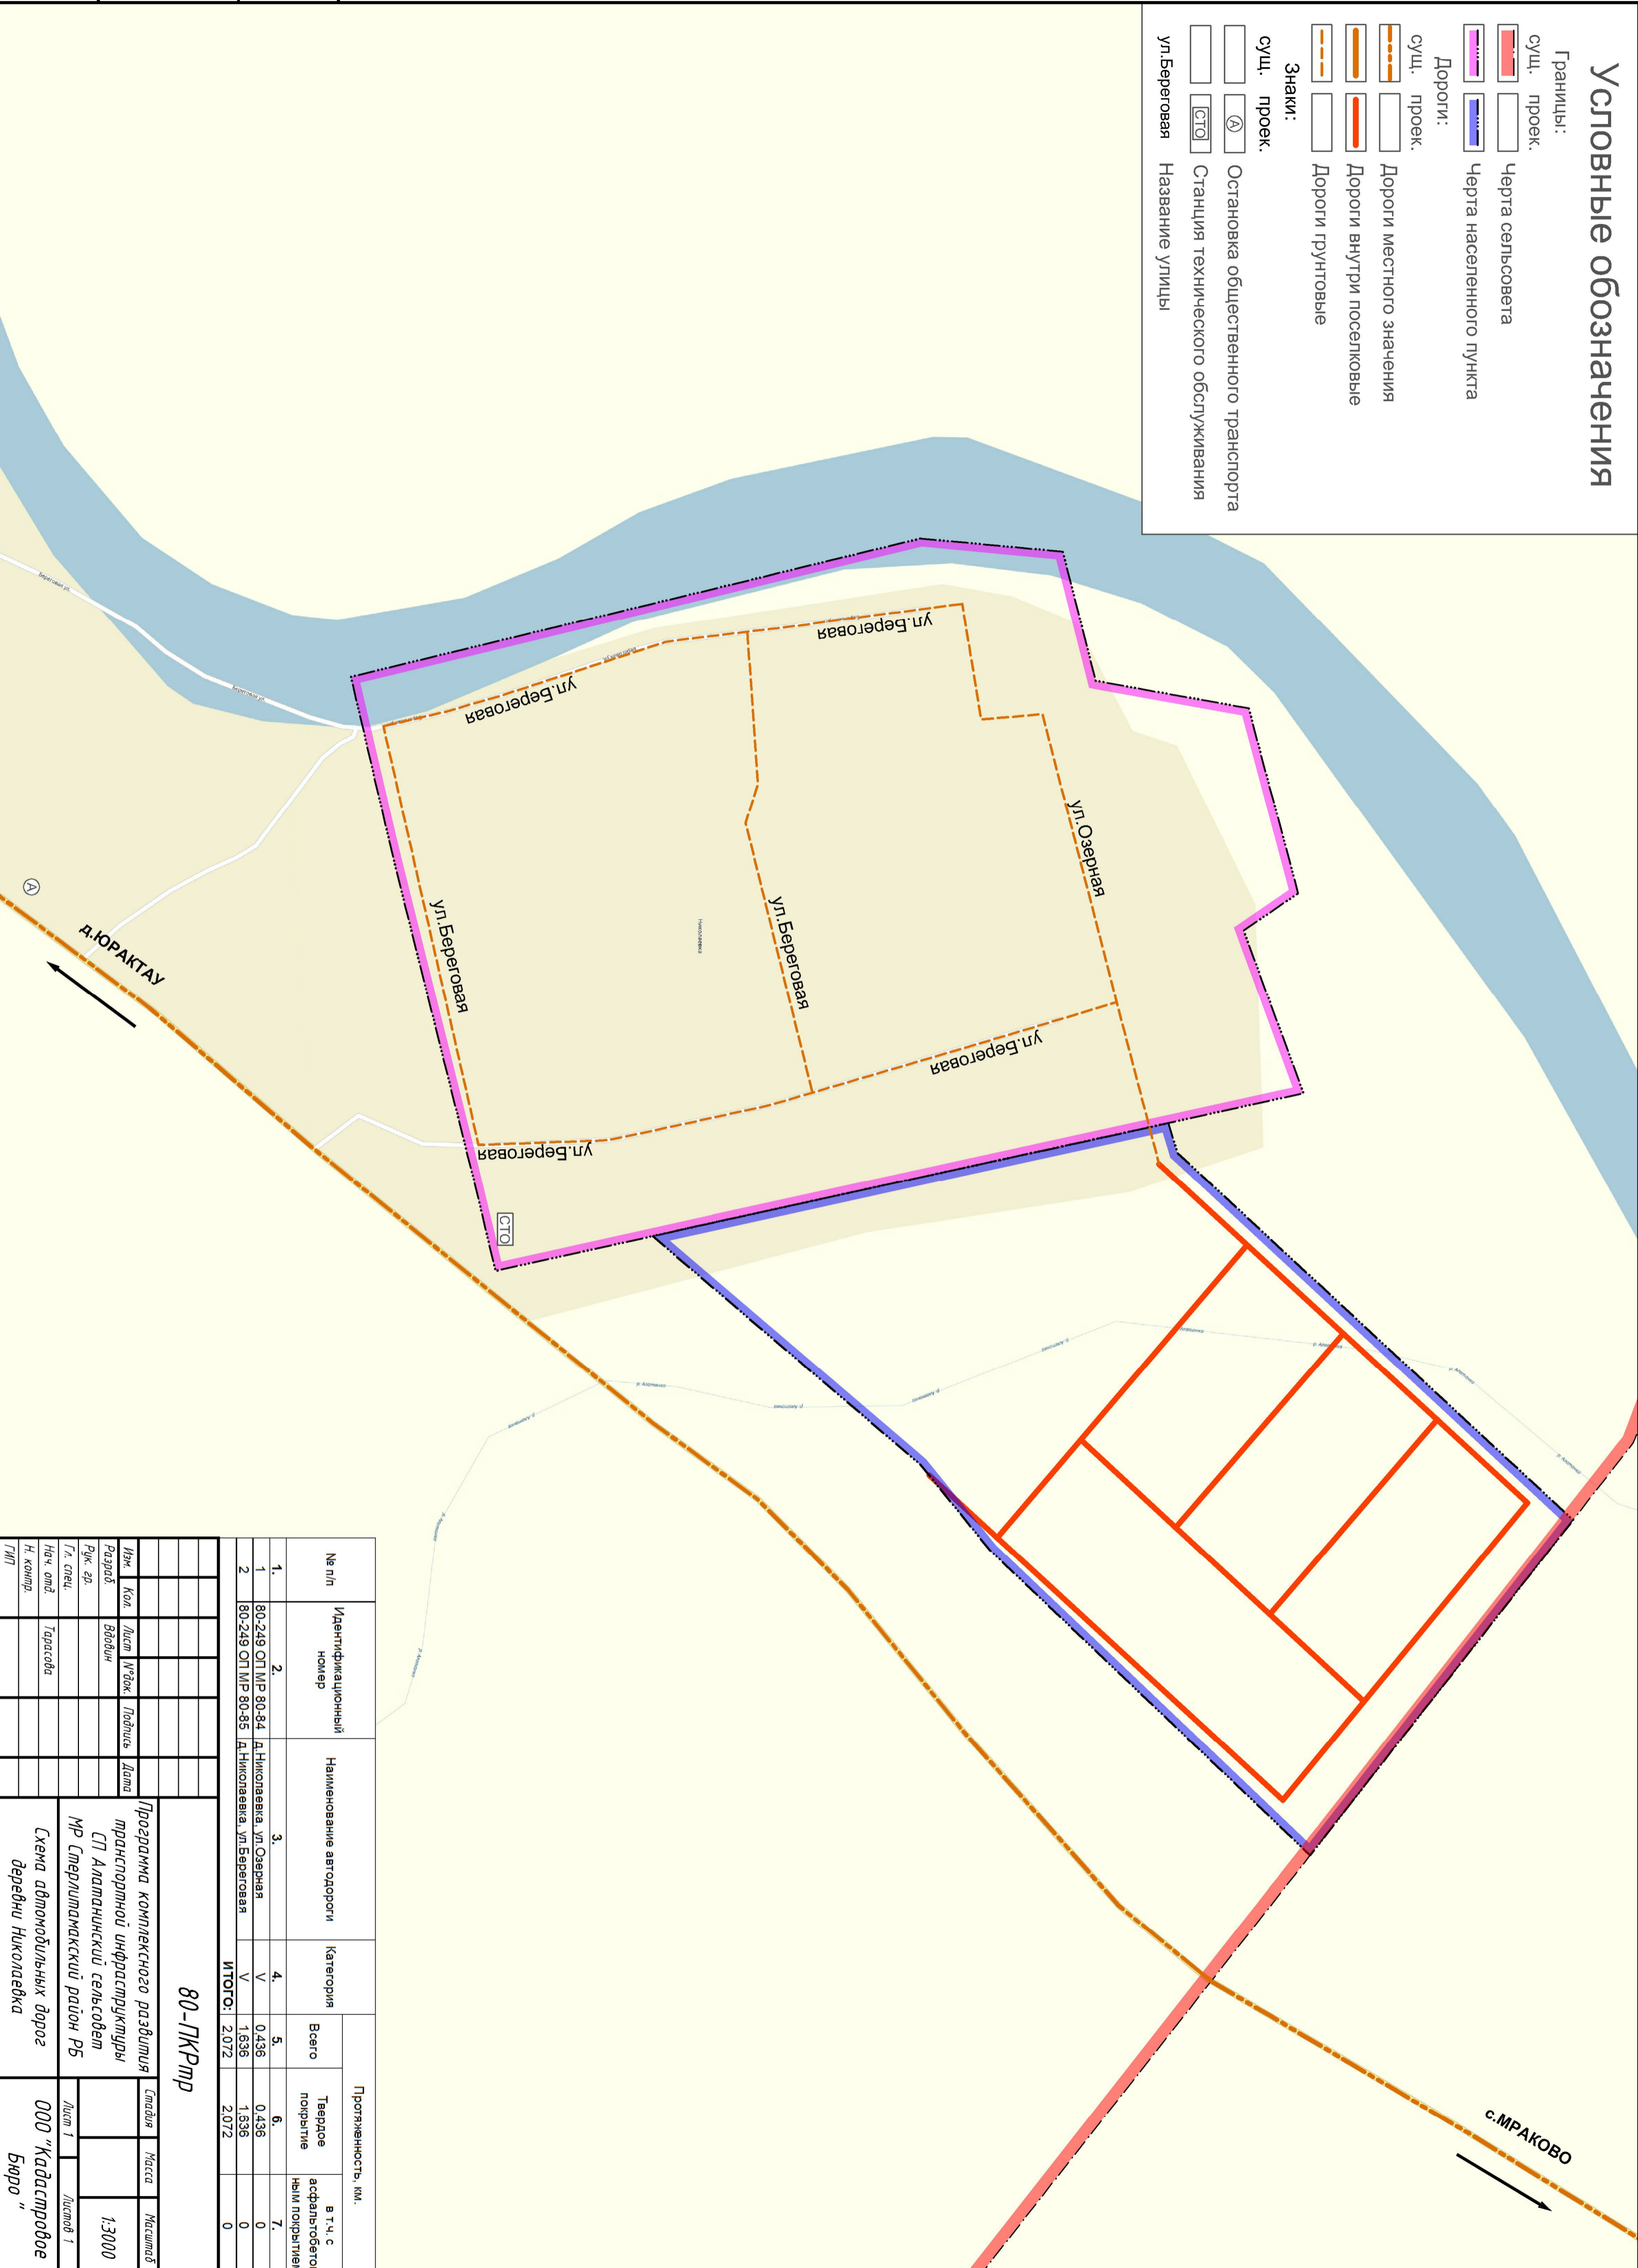 Условные обозначения
Границы:
сущ. проек.
Черта сельсовета
Черта населенного пункта
Дороги:
сущ. проек.
Дороги местного значения
Дороги внутри поселковые
Дороги грунтовые
Знаки:
сущ. проек.
А Остановка общественного транспорта
СТО Станция технического обслуживания
ул.Береговая Название улицы
ул.Береговая
ул.Береговая
ул.Озерная
ул.Береговая
ул.Береговая
Николаевка
ул.Береговая
ул.Береговая
Береговая ул.
Береговая ул.
А
д.ЮРАКТАУ
СТО
с.МРАКОВО
№ п/п Идентификационный номер Наименование автодороги Категория Протяженность, км.
Всего Твердое покрытие в т.ч. с асфальтобетон ным покрытием
1. 2. 3. 4. 5. 6. 7.
1 80-249 ОП МР 80-84 д.Николаевка, ул.Озерная V 0,436 0,436 0
2 80-249 ОП МР 80-85 д.Николаевка, ул.Береговая V 1,636 1,636 0
ИТОГО: 2,072 2,072 0
80-ПКРтр
Изм. Кол. Лист №док. Подпись Дата
Разраб. Вдовин
Рук. гр.
Гл. спец.
Нач. отд. Тарасова
Н. контр.
ГИП
Программа комплексного развития
транспортной инфраструктуры
СП Алатанинский сельсовет
МР Стерлитамакский район РБ
Стадия Масса Масштаб
1:3000
Лист 1 Листов 1
Схема автомобильных дорог
деревни Николаевка
ООО "Кадастровое
Бюро"